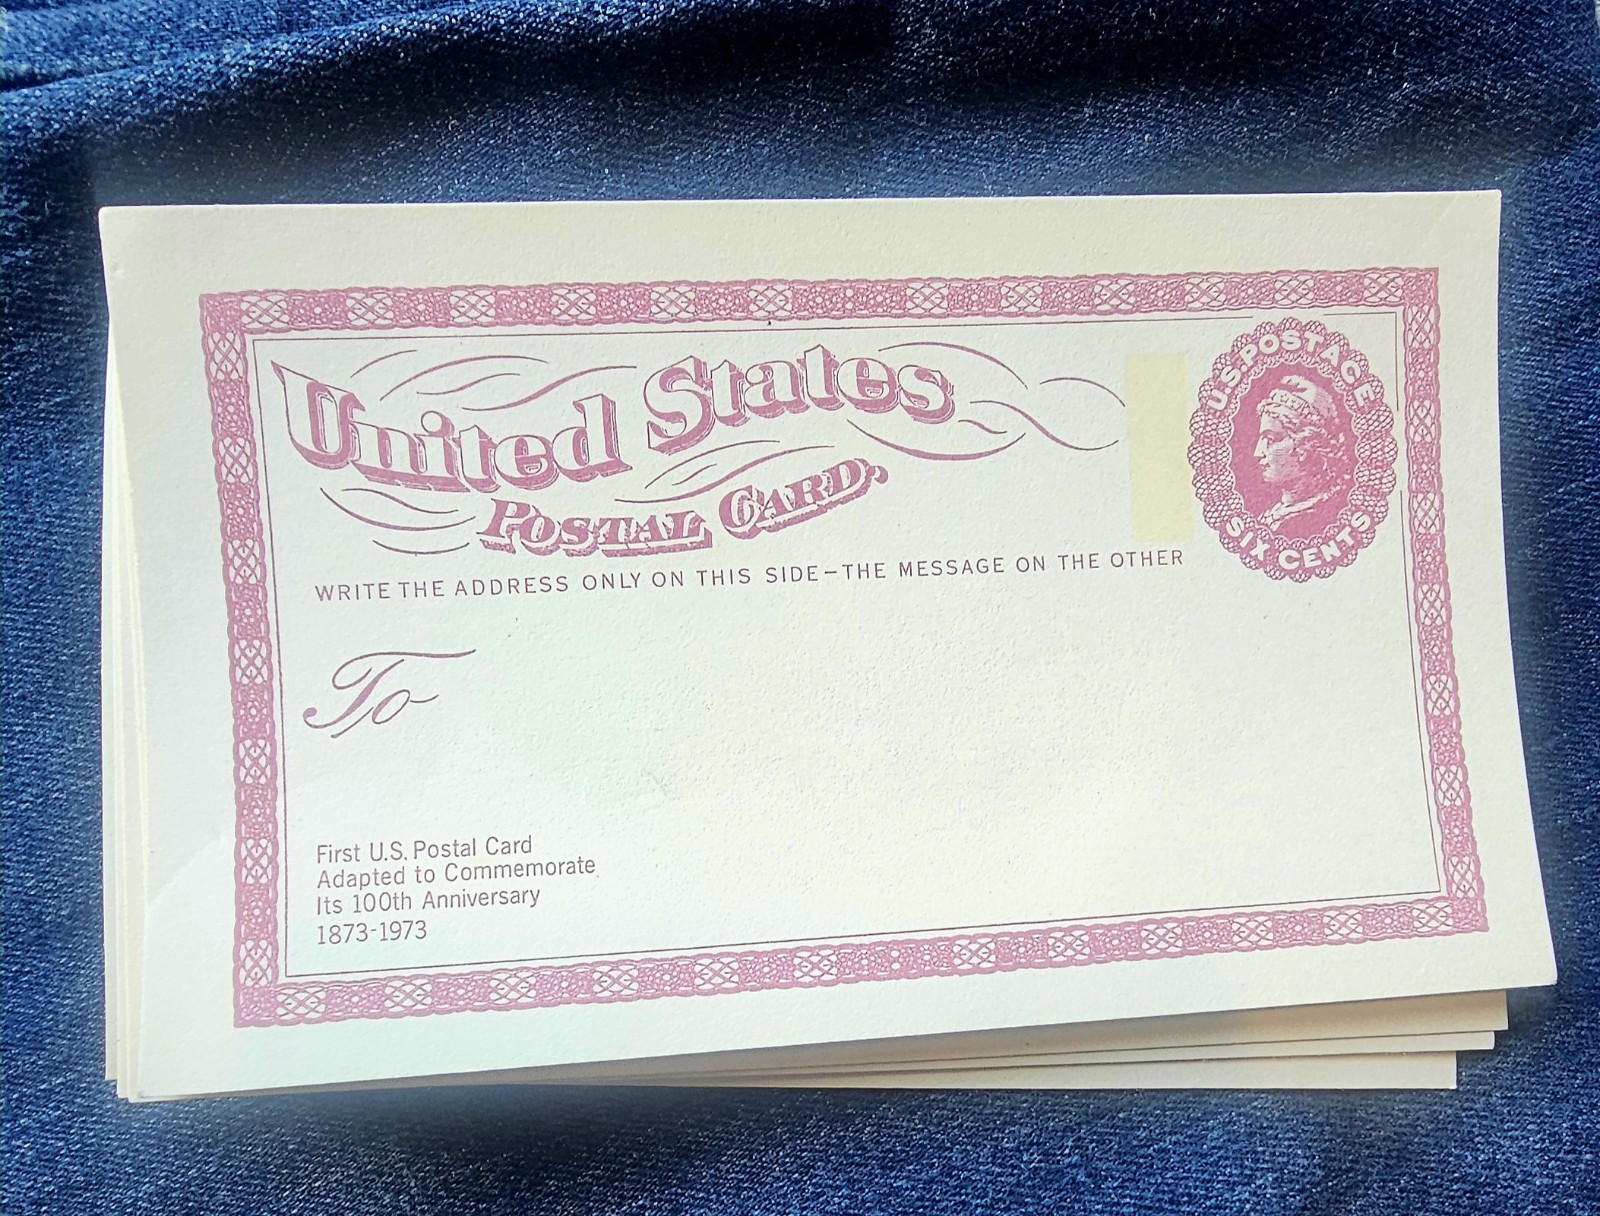 United States
POSTAL CARD.
U.S. POSTAGE
SIX CENTS
WRITE THE ADDRESS ONLY ON THIS SIDE—THE MESSAGE ON THE OTHER
To
First U.S. Postal Card
Adapted to Commemorate
Its 100th Anniversary
1873-1973